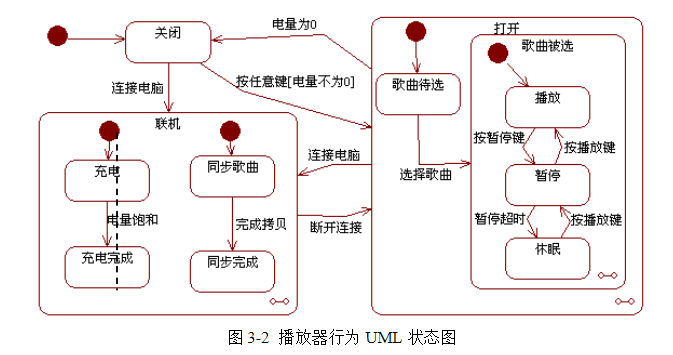 关闭
电量为0
打开
歌曲被选
歌曲待选
连接电脑
按任意键[电量不为0]
播放
联机
按暂停键
按播放键
充电
同步歌曲
连接电脑
选择歌曲
暂停
电量饱和
完成拷贝
断开连接
暂停超时
按播放键
充电完成
同步完成
休眠
图3-2 播放器行为 UML 状态图